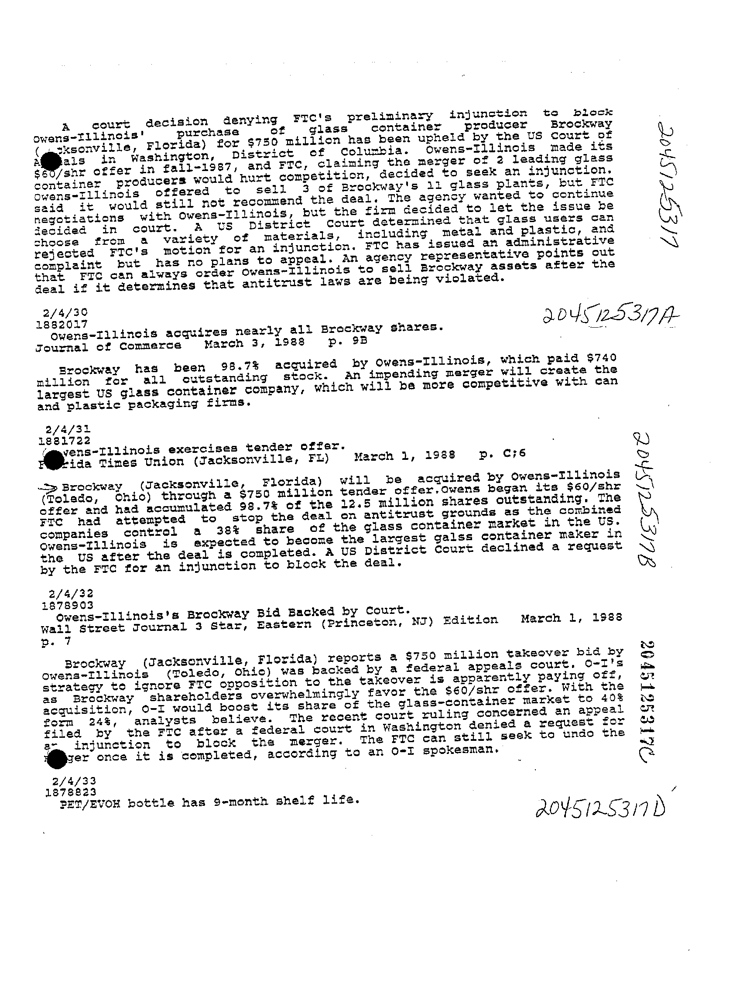 A court decision denying FTC's preliminary injunction to block
Owens-Illinois' purchase of glass container producer Brockway
( ksonville, Florida) for $750 million has been upheld by the US Court of
A als in Washington, District of Columbia. Owens-Illinois made its
$60/shr offer in fall-1987, and FTC, claiming the merger of 2 leading glass
container producers would hurt competition, decided to seek an injunction.
Owens-Illinois offered to sell 3 of Brockway's 11 glass plants, but FTC
said it would still not recommend the deal. The agency wanted to continue
negotiations with Owens-Illinois, but the firm decided to let the issue be
decided in court. A US District Court determined that glass users can
choose from a variety of materials, including metal and plastic, and
rejected FTC's motion for an injunction. FTC has issued an administrative
complaint but has no plans to appeal. An agency representative points out
that FTC can always order Owens-Illinois to sell Brockway assets after the
deal if it determines that antitrust laws are being violated.
2045125317
2/4/30
1882017
Owens-Illinois acquires nearly all Brockway shares.
Journal of Commerce March 3, 1988 p. 9B
2045125317A
Brockway has been 98.7% acquired by Owens-Illinois, which paid $740
million for all outstanding stock. An impending merger will create the
largest US glass container company, which will be more competitive with can
and plastic packaging firms.
2/4/31
1881722
wens-Illinois exercises tender offer.
F rida Times Union (Jacksonville, FL) March 1, 1988 p. C;6
Brockway (Jacksonville, Florida) will be acquired by Owens-Illinois
(Toledo, Ohio) through a $750 million tender offer.Owens began its $60/shr
offer and had accumulated 98.7% of the 12.5 million shares outstanding. The
FTC had attempted to stop the deal on antitrust grounds as the combined
companies control a 38% share of the glass container market in the US.
Owens-Illinois is expected to become the largest galss container maker in
the US after the deal is completed. A US District Court declined a request
by the FTC for an injunction to block the deal.
2045125317B
2/4/32
1878903
Owens-Illinois's Brockway Bid Backed by Court.
Wall Street Journal 3 Star, Eastern (Princeton, NJ) Edition March 1, 1988
p. 7
Brockway (Jacksonville, Florida) reports a $750 million takeover bid by
Owens-Illinois (Toledo, Ohio) was backed by a federal appeals court. O-I's
strategy to ignore FTC opposition to the takeover is apparently paying off,
as Brockway shareholders overwhelmingly favor the $60/shr offer. With the
acquisition, O-I would boost its share of the glass-container market to 40%
form 24%, analysts believe. The recent court ruling concerned an appeal
filed by the FTC after a federal court in Washington denied a request for
a injunction to block the merger. The FTC can still seek to undo the
ger once it is completed, according to an O-I spokesman.
2045125317C
2/4/33
1878823
PET/EVOH bottle has 9-month shelf life.
2045125317D